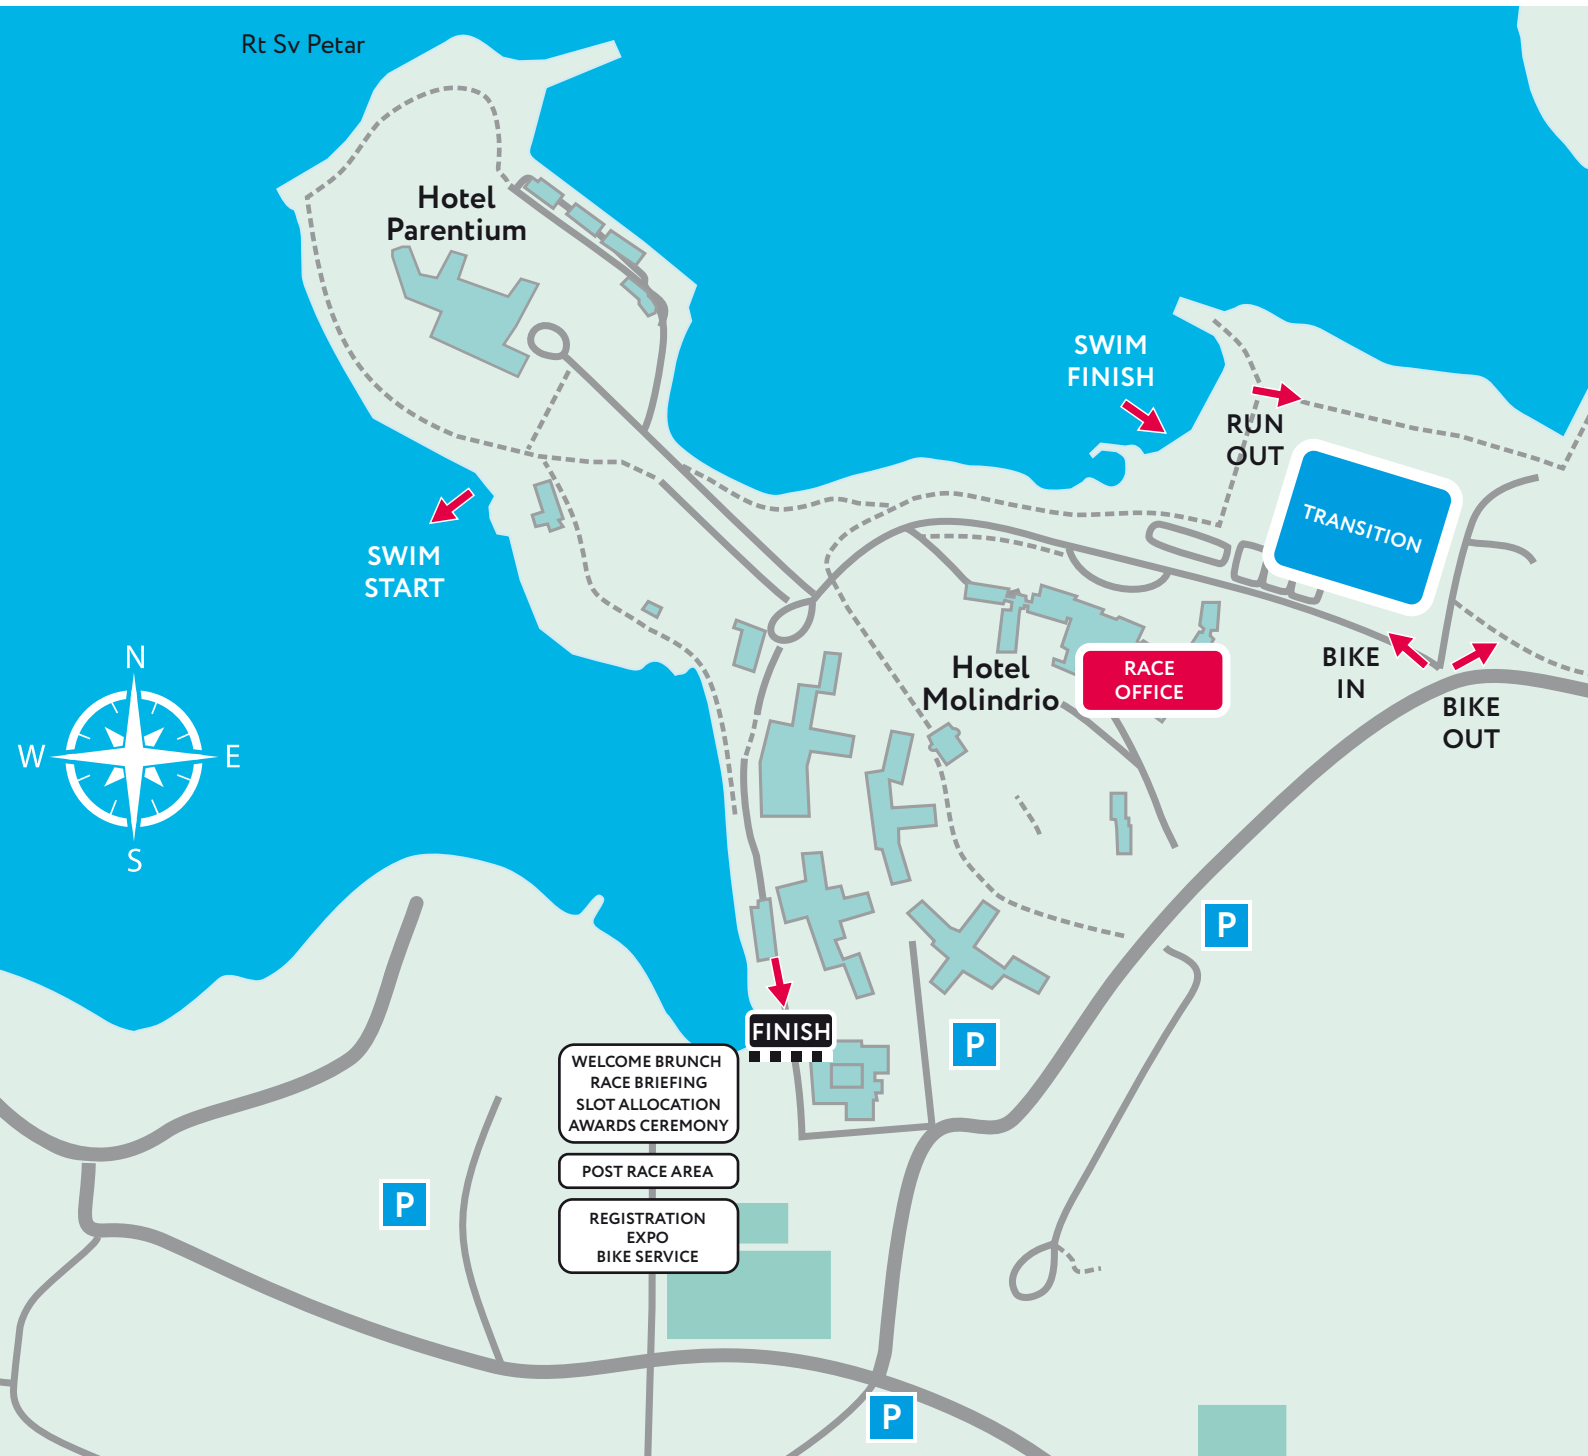 Rt Sv Petar
Hotel
Parentium
SWIM
FINISH
RUN
OUT
TRANSITION
SWIM
START
N
W
E
S
Hotel
Molindrio
RACE
OFFICE
BIKE
IN
BIKE
OUT
P
P
FINISH
WELCOME BRUNCH
RACE BRIEFING
SLOT ALLOCATION
AWARDS CEREMONY
POST RACE AREA
P
REGISTRATION
EXPO
BIKE SERVICE
P